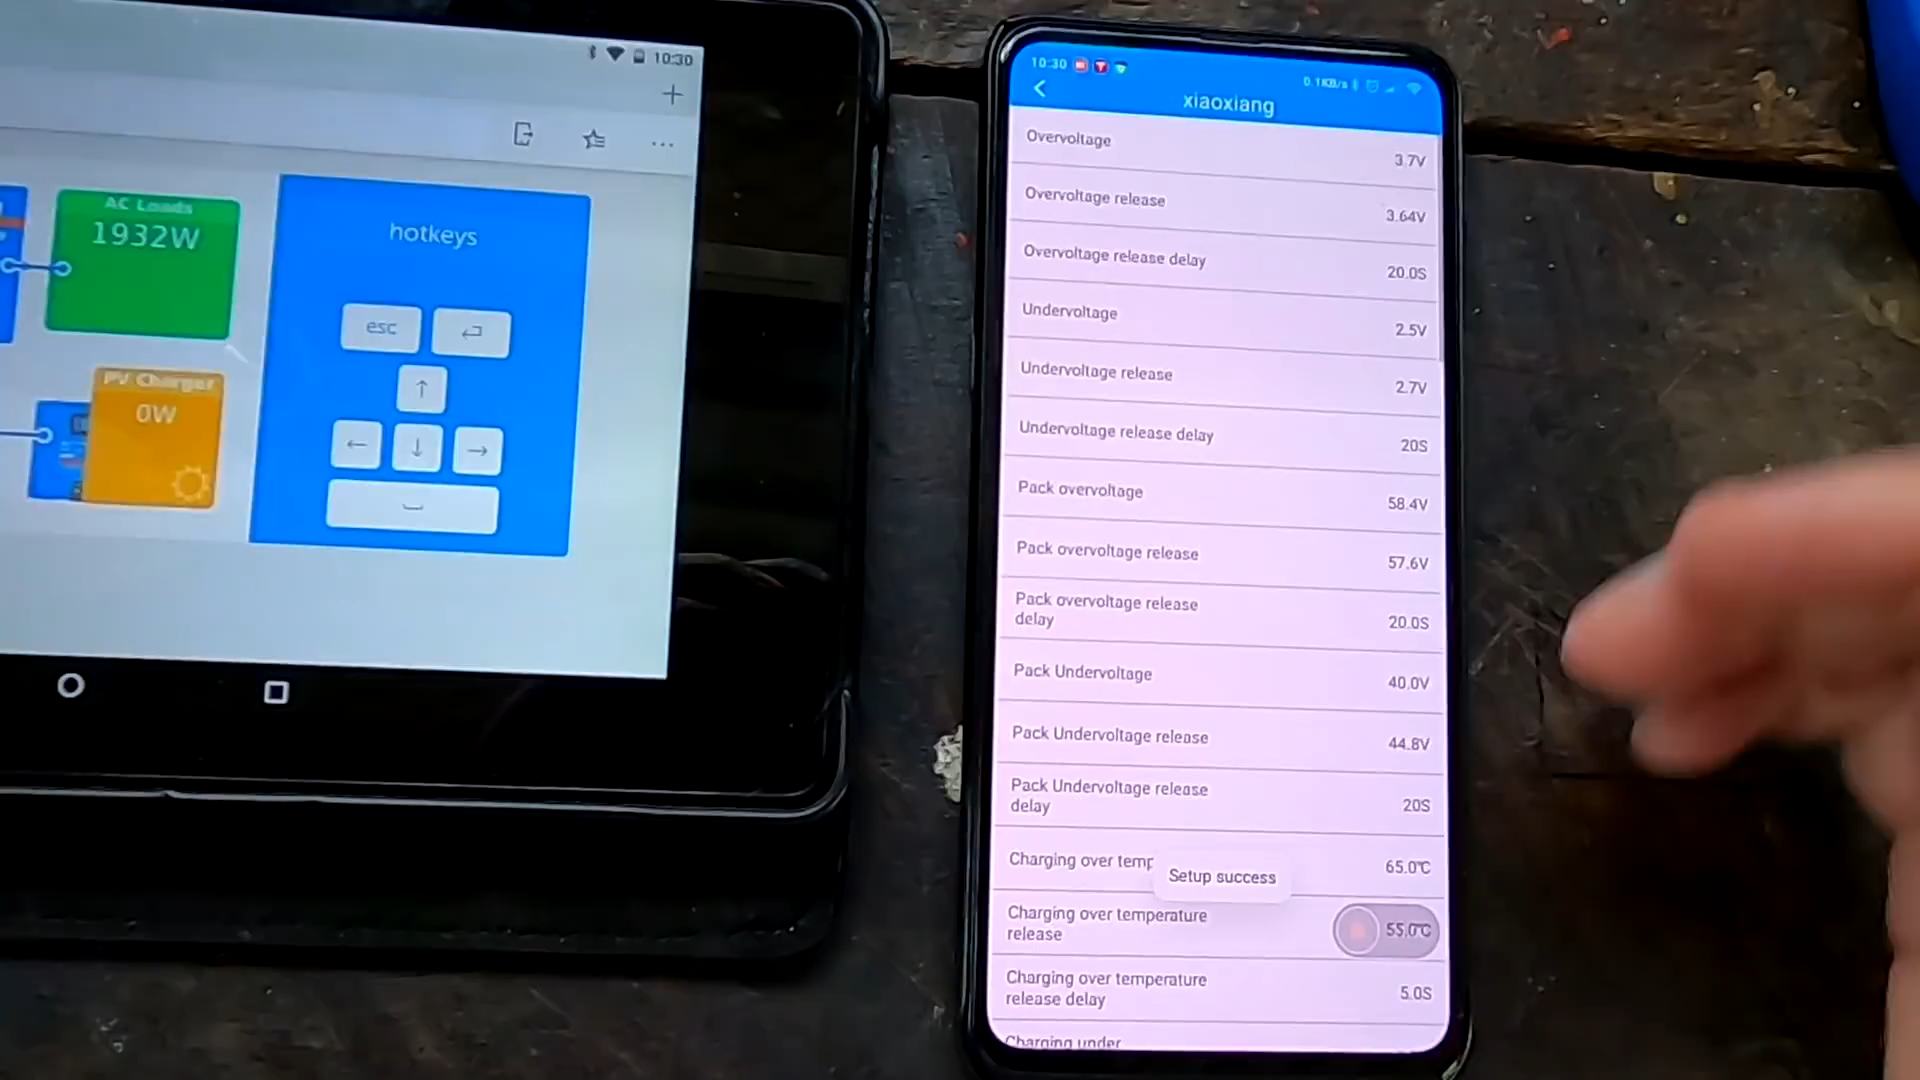 10:30
AC Loads
1932W
hotkeys
esc
PV Charger
0W
10:30
0.1KB/s
xiaoxiang
Overvoltage
3.7V
Overvoltage release
3.64V
Overvoltage release delay
20.0S
Undervoltage
2.5V
Undervoltage release
2.7V
Undervoltage release delay
20S
Pack overvoltage
58.4V
Pack overvoltage release
57.6V
Pack overvoltage release
delay
20.0S
Pack Undervoltage
40.0V
Pack Undervoltage release
44.8V
Pack Undervoltage release
delay
20S
Charging over temp
65.0℃
Setup success
Charging over temperature
release
55.0℃
Charging over temperature
release delay
5.0S
Charging under